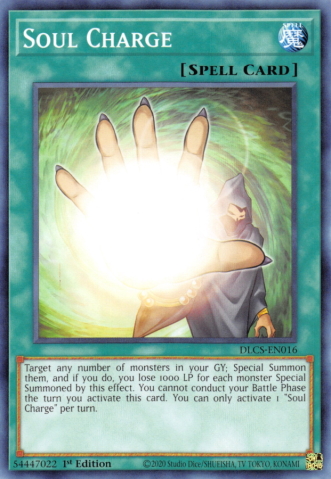 SOUL CHARGE
SPELL
魔
[SPELL CARD]
DLCS-EN016
Target any number of monsters in your GY; Special Summon
them, and if you do, you lose 1000 LP for each monster Special
Summoned by this effect. You cannot conduct your Battle Phase
the turn you activate this card. You can only activate 1 "Soul
Charge" per turn.
54447022 1st Edition
©2020 Studio Dice/SHUEISHA, TV TOKYO, KONAMI